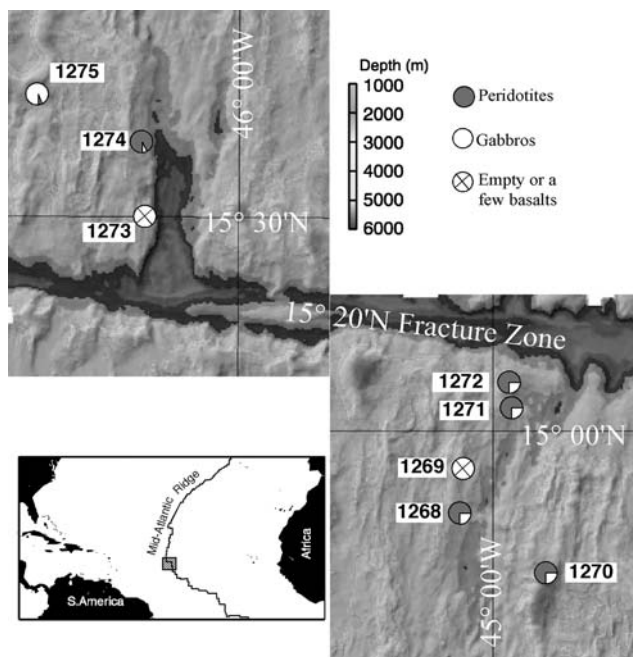 1275
1274
1273
46° 00'W
15° 30'N
Depth (m)
1000
2000
3000
4000
5000
6000
Peridotites
Gabbros
Empty or a
few basalts
15° 20'N Fracture Zone
1272
1271
15° 00'N
1269
1268
1270
45° 00'W
Mid-Atlantic Ridge
Africa
S.America